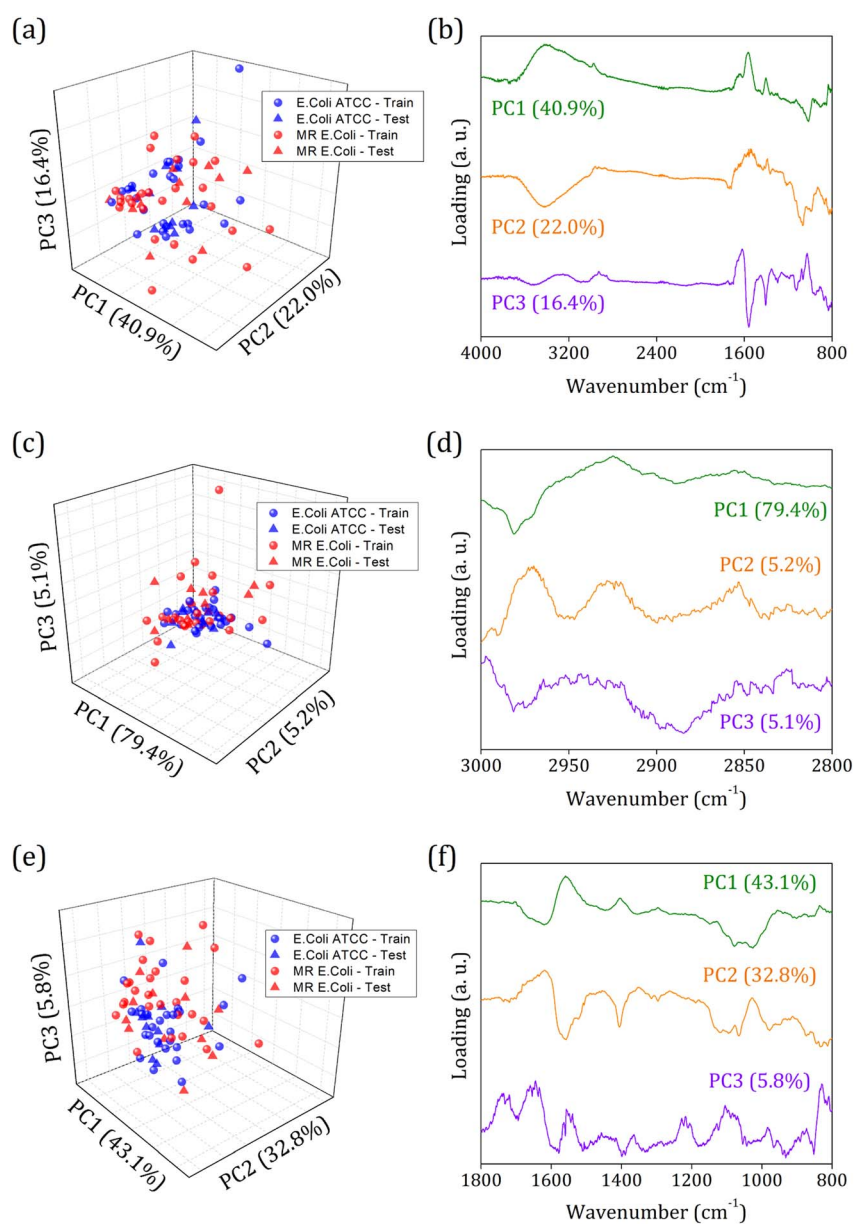 (a)
E.Coli ATCC - Train
E.Coli ATCC - Test
MR E.Coli - Train
MR E.Coli - Test
PC3 (16.4%)
PC1 (40.9%)
PC2 (22.0%)
(b)
PC1 (40.9%)
PC2 (22.0%)
PC3 (16.4%)
Loading (a. u.)
4000 3200 2400 1600 800
Wavenumber (cm⁻¹)
(c)
E.Coli ATCC - Train
E.Coli ATCC - Test
MR E.Coli - Train
MR E.Coli - Test
PC3 (5.1%)
PC1 (79.4%)
PC2 (5.2%)
(d)
PC1 (79.4%)
PC2 (5.2%)
PC3 (5.1%)
Loading (a. u.)
3000 2950 2900 2850 2800
Wavenumber (cm⁻¹)
(e)
E.Coli ATCC - Train
E.Coli ATCC - Test
MR E.Coli - Train
MR E.Coli - Test
PC3 (5.8%)
PC1 (43.1%)
PC2 (32.8%)
(f)
PC1 (43.1%)
PC2 (32.8%)
PC3 (5.8%)
Loading (a. u.)
1800 1600 1400 1200 1000 800
Wavenumber (cm⁻¹)